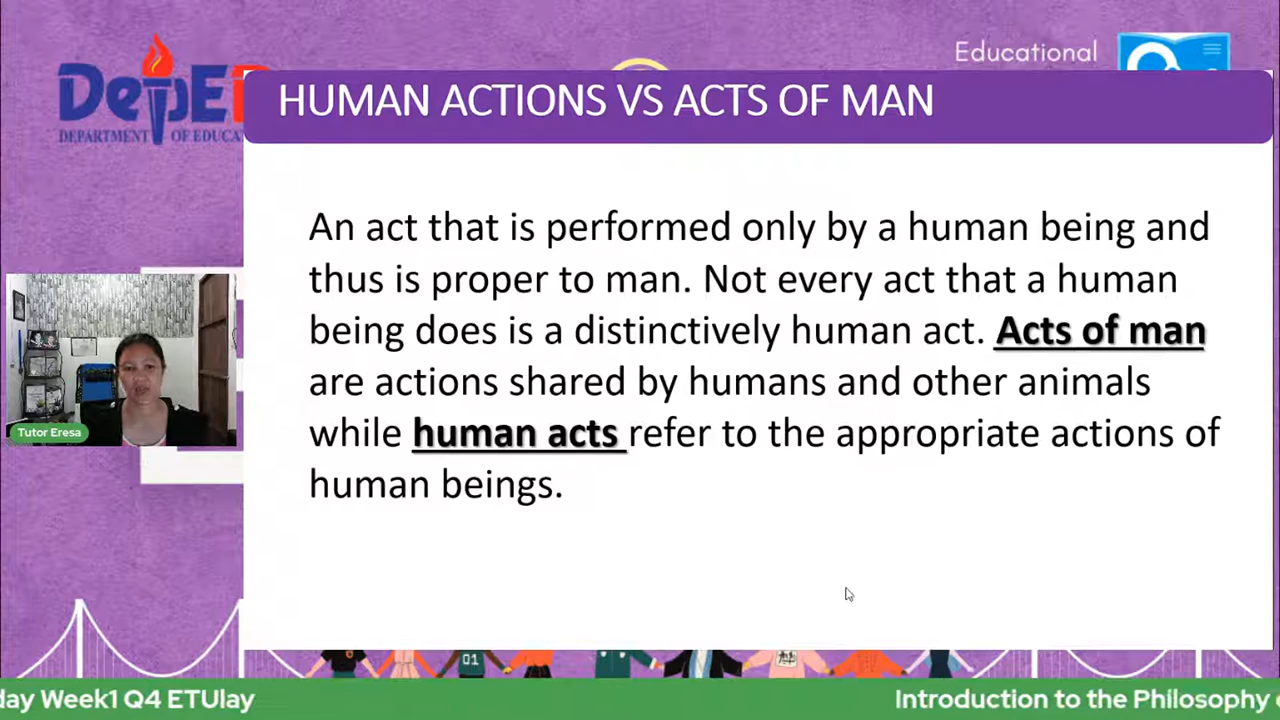 DepE
DEPARTMENT OF EDUCA
Educational
HUMAN ACTIONS VS ACTS OF MAN
An act that is performed only by a human being and
thus is proper to man. Not every act that a human
being does is a distinctively human act. Acts of man
are actions shared by humans and other animals
while human acts refer to the appropriate actions of
human beings.
Tutor Eresa
01
day Week1 Q4 ETUlay
Introduction to the Philosophy